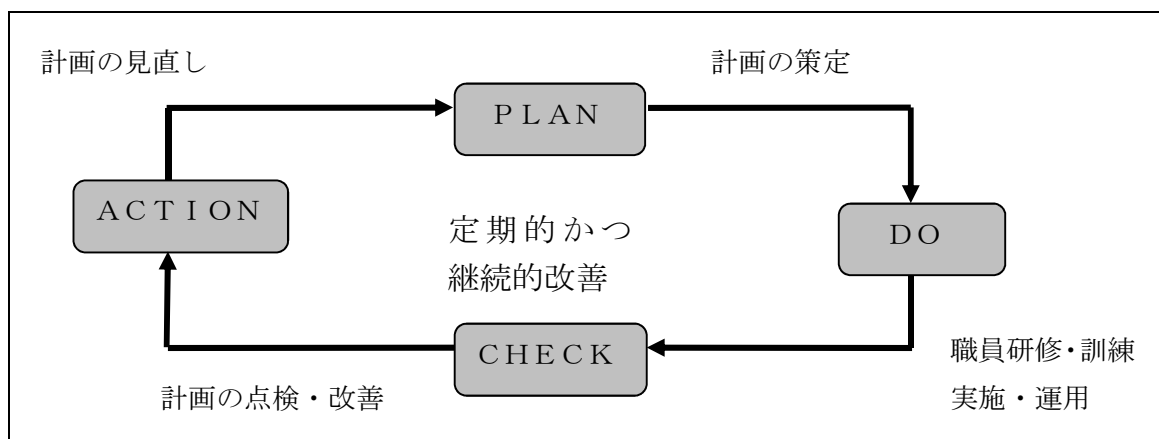 計画の見直し
計画の策定
ＰＬＡＮ
ＡＣＴＩＯＮ
ＤＯ
定期的かつ
継続的改善
ＣＨＥＣＫ
職員研修・訓練
実施・運用
計画の点検・改善